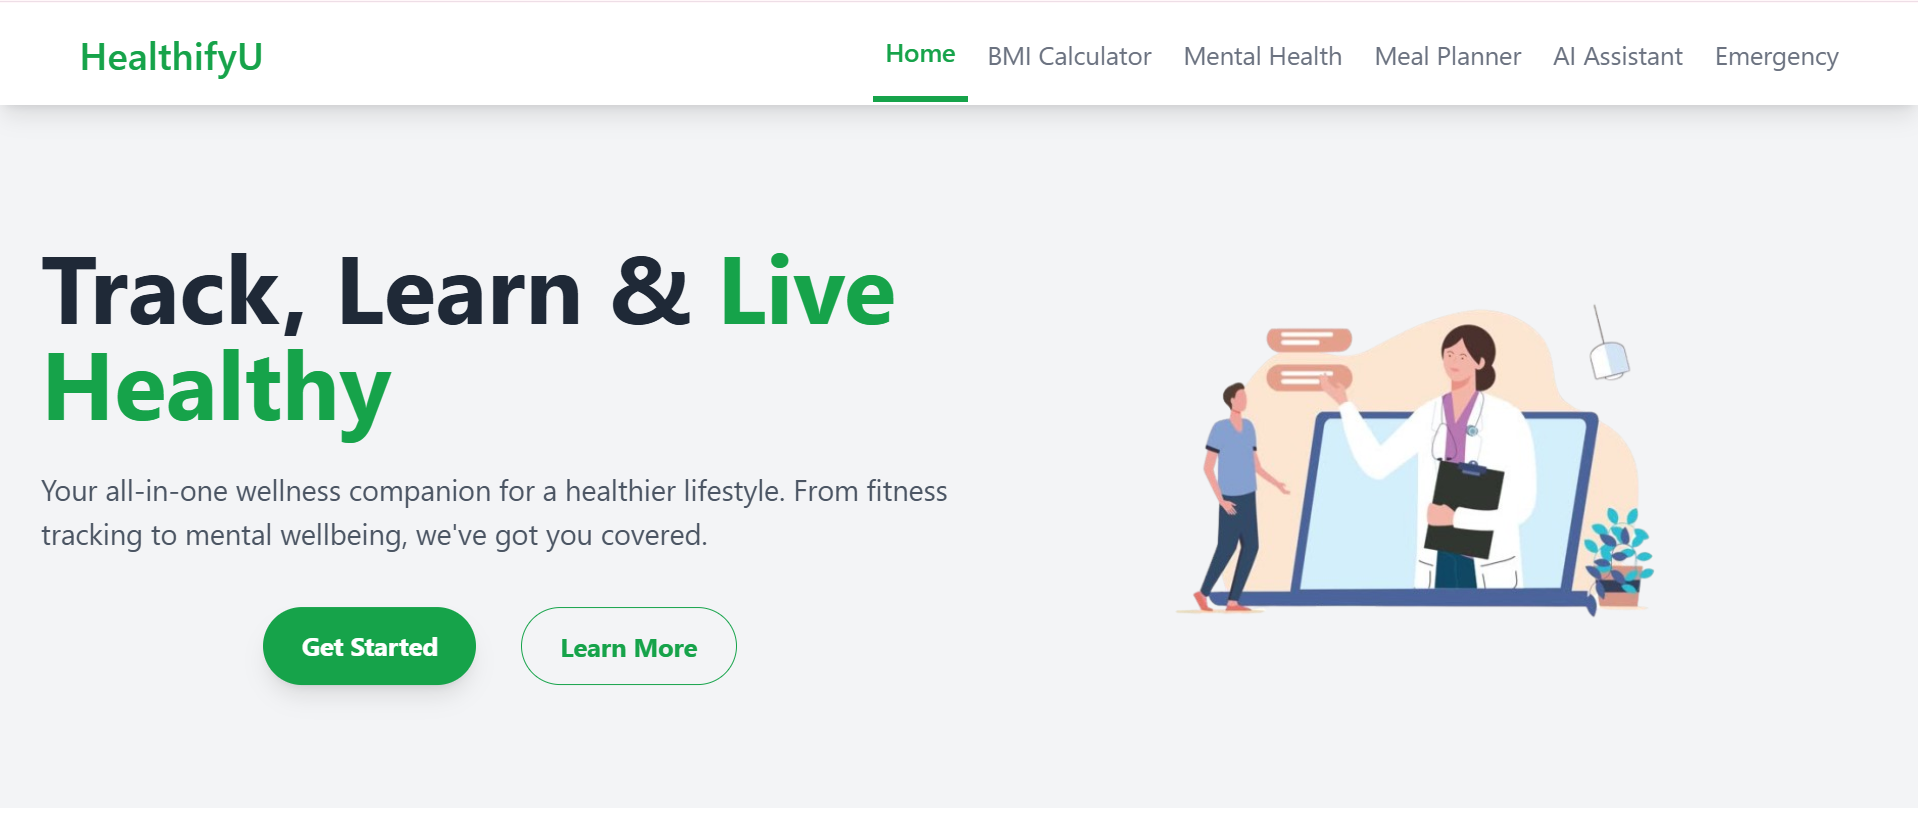 HealthifyU
Home BMI Calculator Mental Health Meal Planner AI Assistant Emergency
Track, Learn & Live
Healthy
Your all-in-one wellness companion for a healthier lifestyle. From fitness
tracking to mental wellbeing, we've got you covered.
Get Started
Learn More